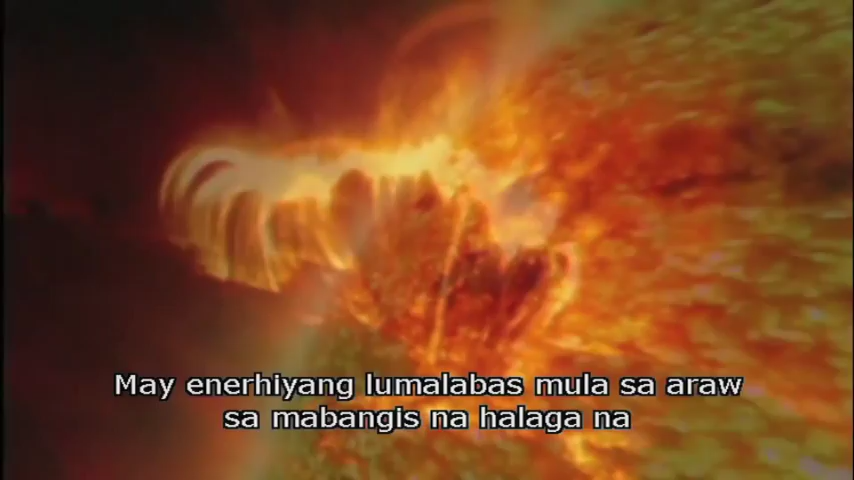 May enerhiyang lumalabas mula sa araw
sa mabangis na halaga na